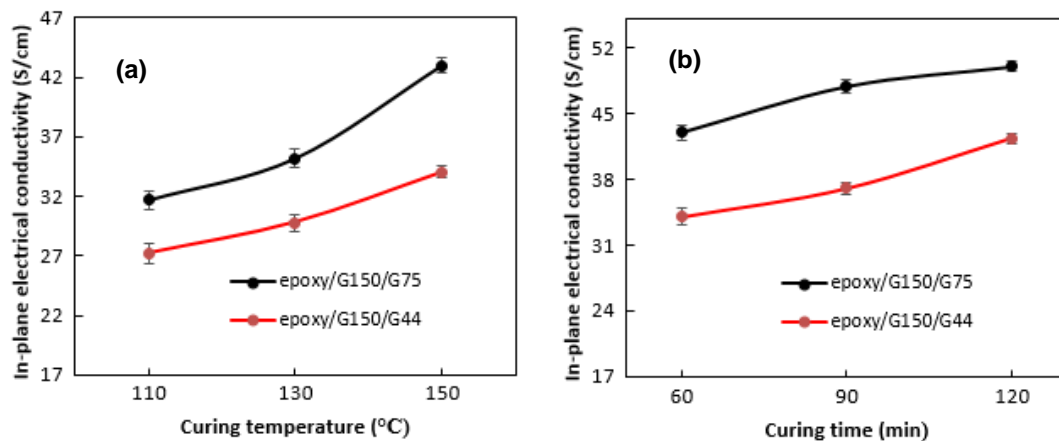 In-plane electrical conductivity (S/cm)
47
42
37
32
27
22
17
(a)
epoxy/G150/G75
epoxy/G150/G44
110 130 150
Curing temperature (°C)
In-plane electrical conductivity (S/cm)
52
45
38
31
24
17
(b)
epoxy/G150/G75
epoxy/G150/G44
60 90 120
Curing time (min)